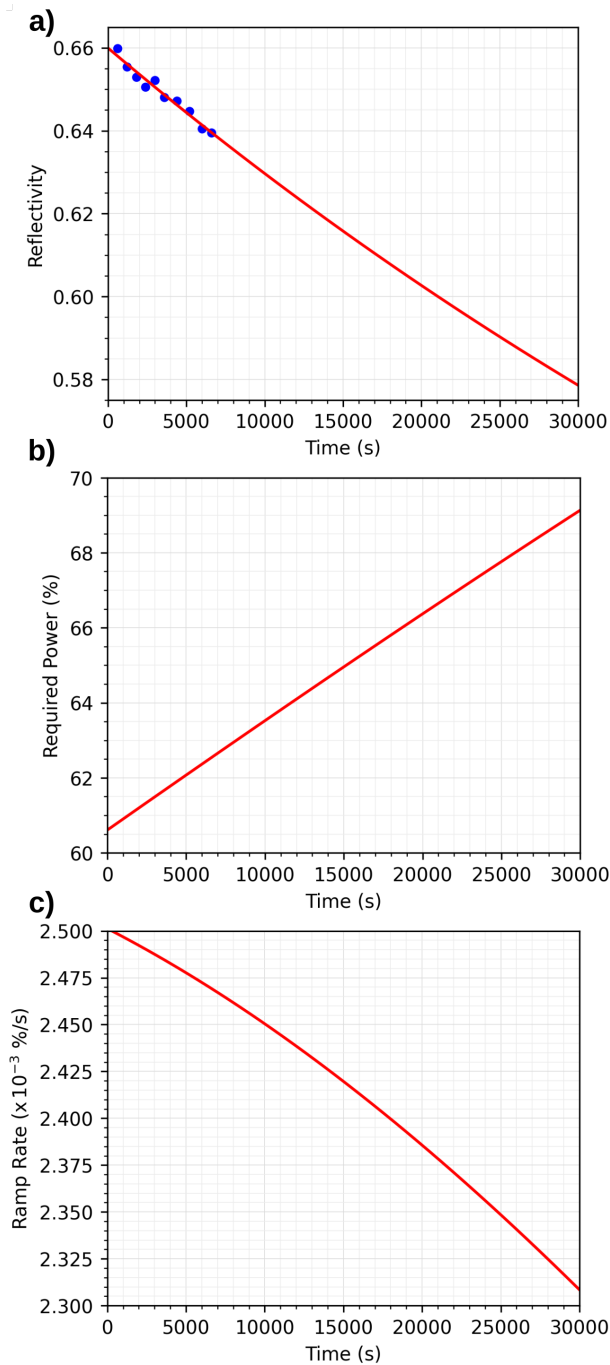 a)
0.66
0.64
0.62
0.60
0.58
Reflectivity
0 5000 10000 15000 20000 25000 30000
Time (s)
b)
70
68
66
64
62
60
Required Power (%)
0 5000 10000 15000 20000 25000 30000
Time (s)
c)
2.500
2.475
2.450
2.425
2.400
2.375
2.350
2.325
2.300
Ramp Rate (x 10⁻³ %/s)
0 5000 10000 15000 20000 25000 30000
Time (s)